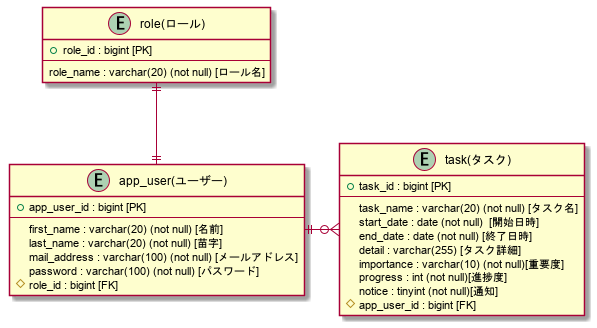 E role(ロール)
role_id : bigint [PK]
role_name : varchar(20) (not null) [ロール名]
E app_user(ユーザー)
app_user_id : bigint [PK]
first_name : varchar(20) (not null) [名前]
last_name : varchar(20) (not null) [苗字]
mail_address : varchar(100) (not null) [メールアドレス]
password : varchar(100) (not null) [パスワード]
role_id : bigint [FK]
E task(タスク)
task_id : bigint [PK]
task_name : varchar(20) (not null) [タスク名]
start_date : date (not null)  [開始日時]
end_date : date (not null) [終了日時]
detail : varchar(255) [タスク詳細]
importance : varchar(10) (not null)[重要度]
progress : int (not null)[進捗度]
notice : tinyint (not null)[通知]
app_user_id : bigint [FK]